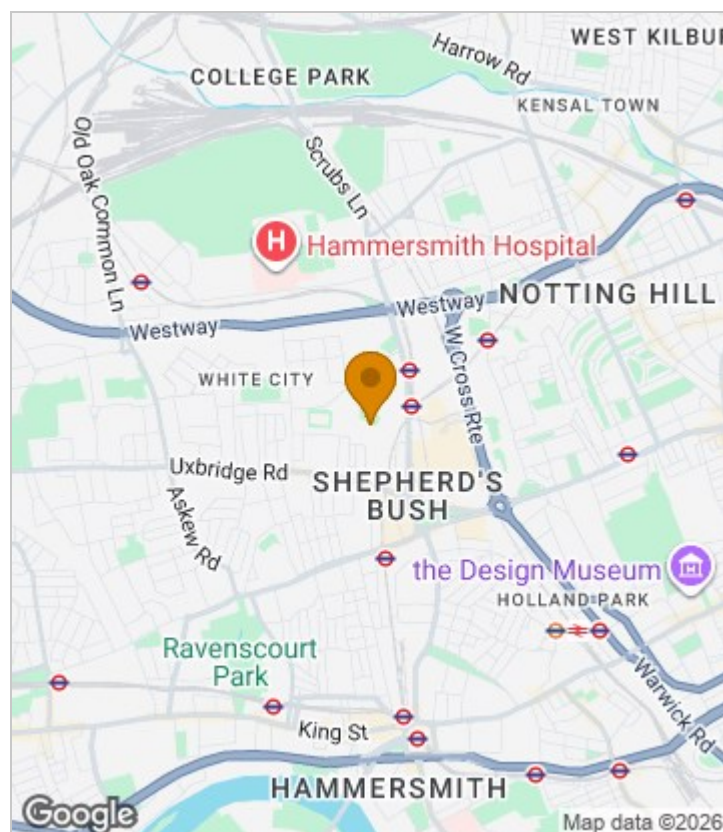 WEST KILBU
Harrow Rd
COLLEGE PARK
KENSAL TOWN
Old Oak Common Ln
Scrubs Ln
H
Hammersmith Hospital
Westway
NOTTING HILL
Westway
W Cross Rte
WHITE CITY
Uxbridge Rd
SHEPHERD'S
BUSH
Askew Rd
the Design Museum
HOLLAND PARK
Ravenscourt
Park
Warwick Rd
King St
HAMMERSMITH
Google
Map data ©2026